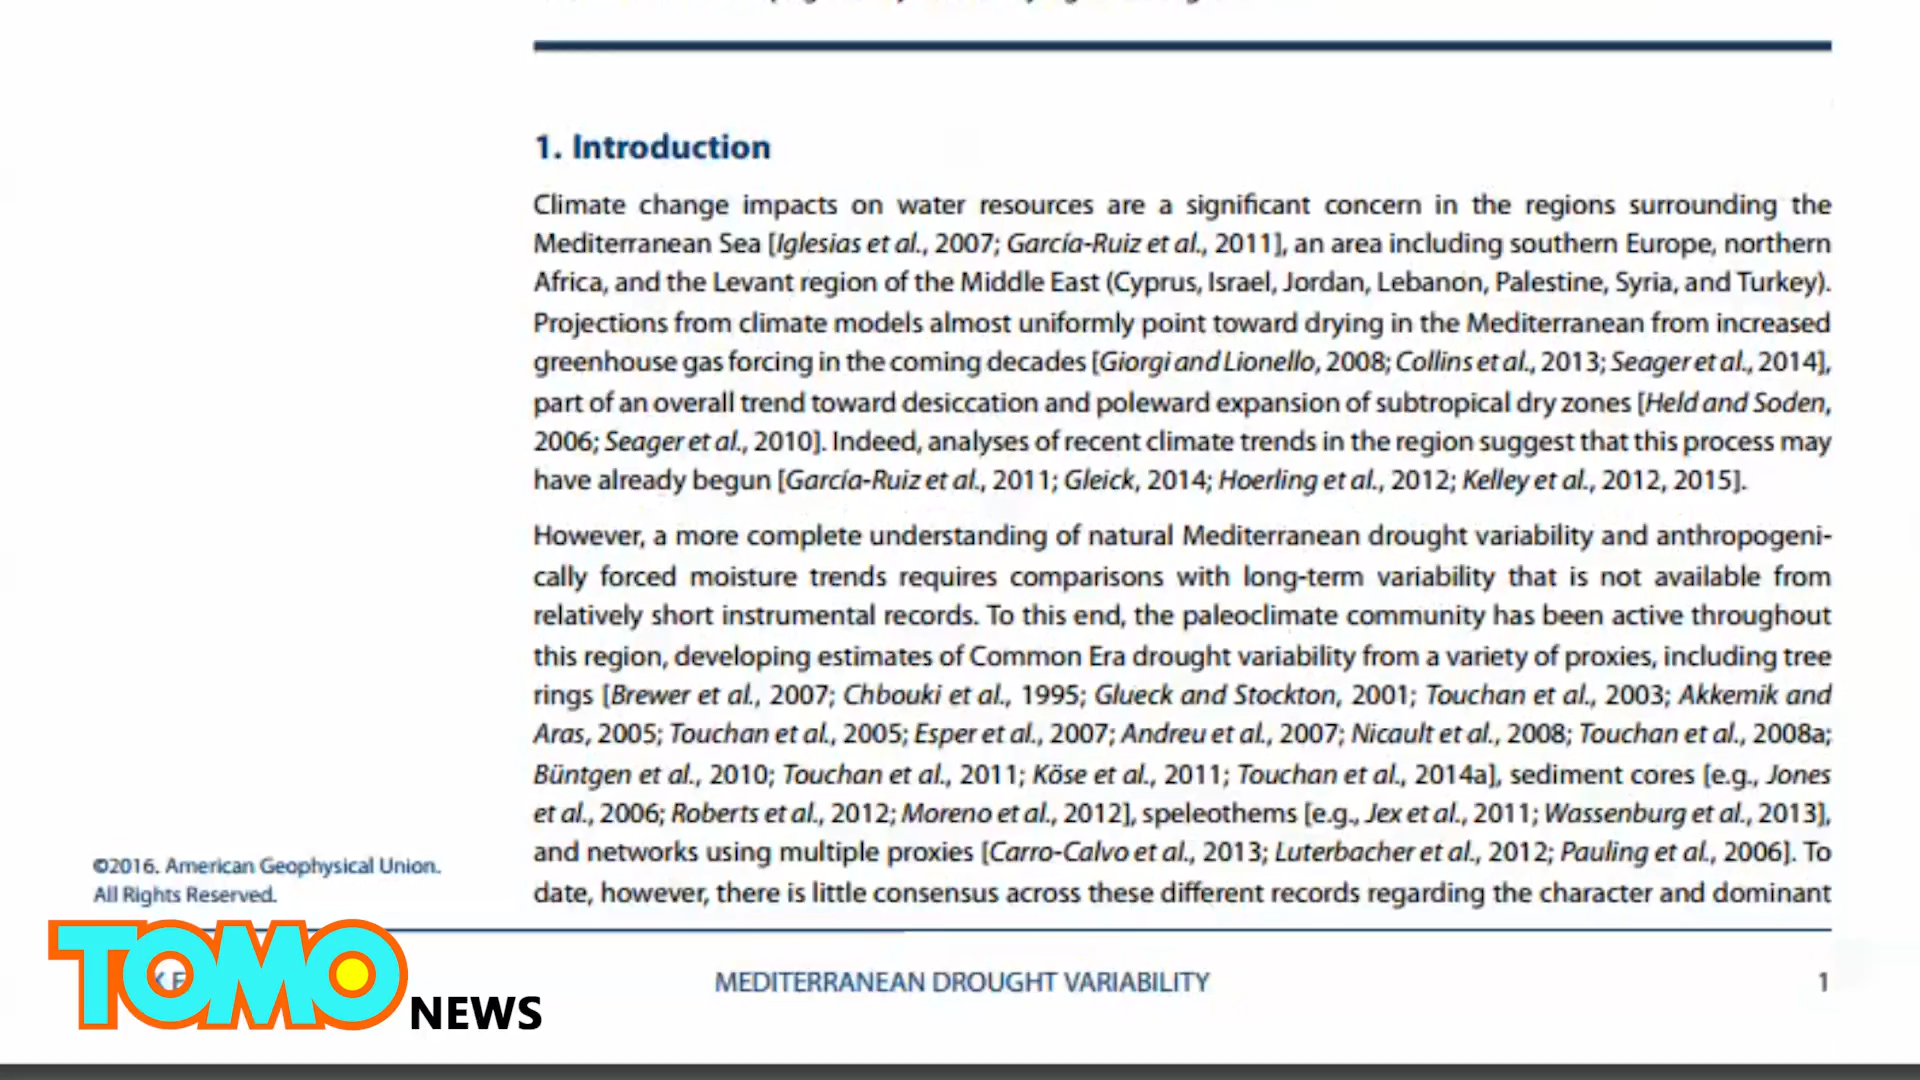 1. Introduction
Climate change impacts on water resources are a significant concern in the regions surrounding the
Mediterranean Sea [Iglesias et al., 2007; García-Ruiz et al., 2011], an area including southern Europe, northern
Africa, and the Levant region of the Middle East (Cyprus, Israel, Jordan, Lebanon, Palestine, Syria, and Turkey).
Projections from climate models almost uniformly point toward drying in the Mediterranean from increased
greenhouse gas forcing in the coming decades [Giorgi and Lionello, 2008; Collins et al., 2013; Seager et al., 2014],
part of an overall trend toward desiccation and poleward expansion of subtropical dry zones [Held and Soden,
2006; Seager et al., 2010]. Indeed, analyses of recent climate trends in the region suggest that this process may
have already begun [García-Ruiz et al., 2011; Gleick, 2014; Hoerling et al., 2012; Kelley et al., 2012, 2015].
However, a more complete understanding of natural Mediterranean drought variability and anthropogeni-
cally forced moisture trends requires comparisons with long-term variability that is not available from
relatively short instrumental records. To this end, the paleoclimate community has been active throughout
this region, developing estimates of Common Era drought variability from a variety of proxies, including tree
rings [Brewer et al., 2007; Chbouki et al., 1995; Glueck and Stockton, 2001; Touchan et al., 2003; Akkemik and
Aras, 2005; Touchan et al., 2005; Esper et al., 2007; Andreu et al., 2007; Nicault et al., 2008; Touchan et al., 2008a;
Büntgen et al., 2010; Touchan et al., 2011; Köse et al., 2011; Touchan et al., 2014a], sediment cores [e.g., Jones
et al., 2006; Roberts et al., 2012; Moreno et al., 2012], speleothems [e.g., Jex et al., 2011; Wassenburg et al., 2013],
and networks using multiple proxies [Carro-Calvo et al., 2013; Luterbacher et al., 2012; Pauling et al., 2006]. To
date, however, there is little consensus across these different records regarding the character and dominant
©2016. American Geophysical Union.
All Rights Reserved.
MEDITERRANEAN DROUGHT VARIABILITY
1
TOMO NEWS